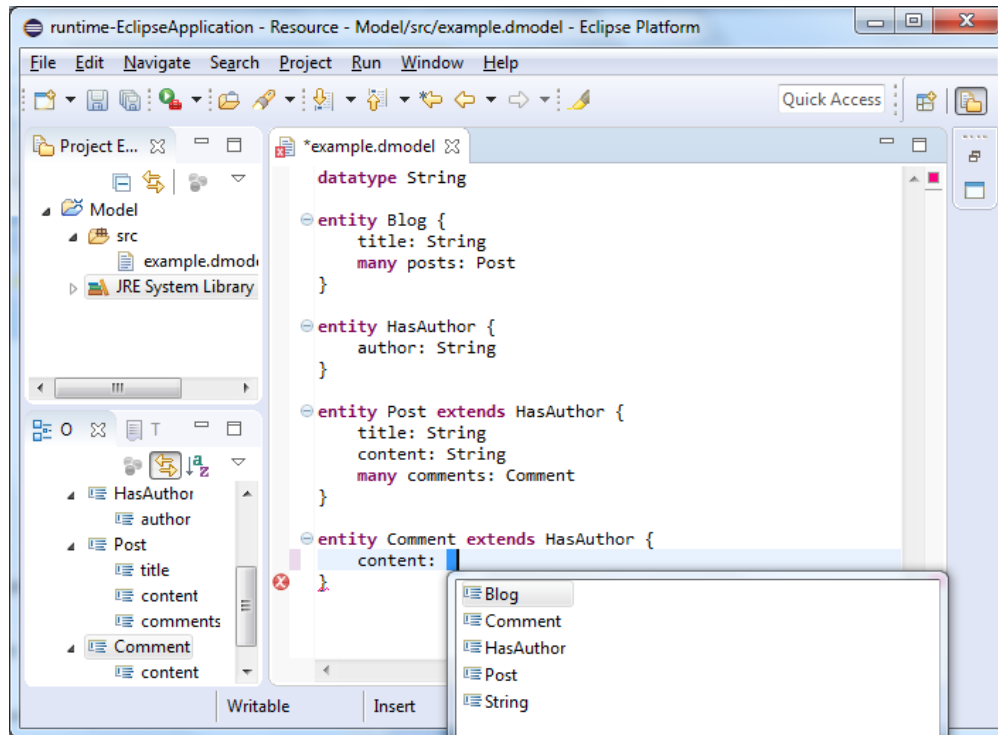 runtime-EclipseApplication - Resource - Model/src/example.dmodel - Eclipse Platform
File Edit Navigate Search Project Run Window Help
Quick Access
Project E...
Model
src
example.dmod
JRE System Library
*example.dmodel
datatype String
entity Blog {
title: String
many posts: Post
}
entity HasAuthor {
author: String
}
entity Post extends HasAuthor {
title: String
content: String
many comments: Comment
}
entity Comment extends HasAuthor {
content:
}
Blog
Comment
HasAuthor
Post
String
O T
HasAuthor
author
Post
title
content
comments
Comment
content
Writable Insert